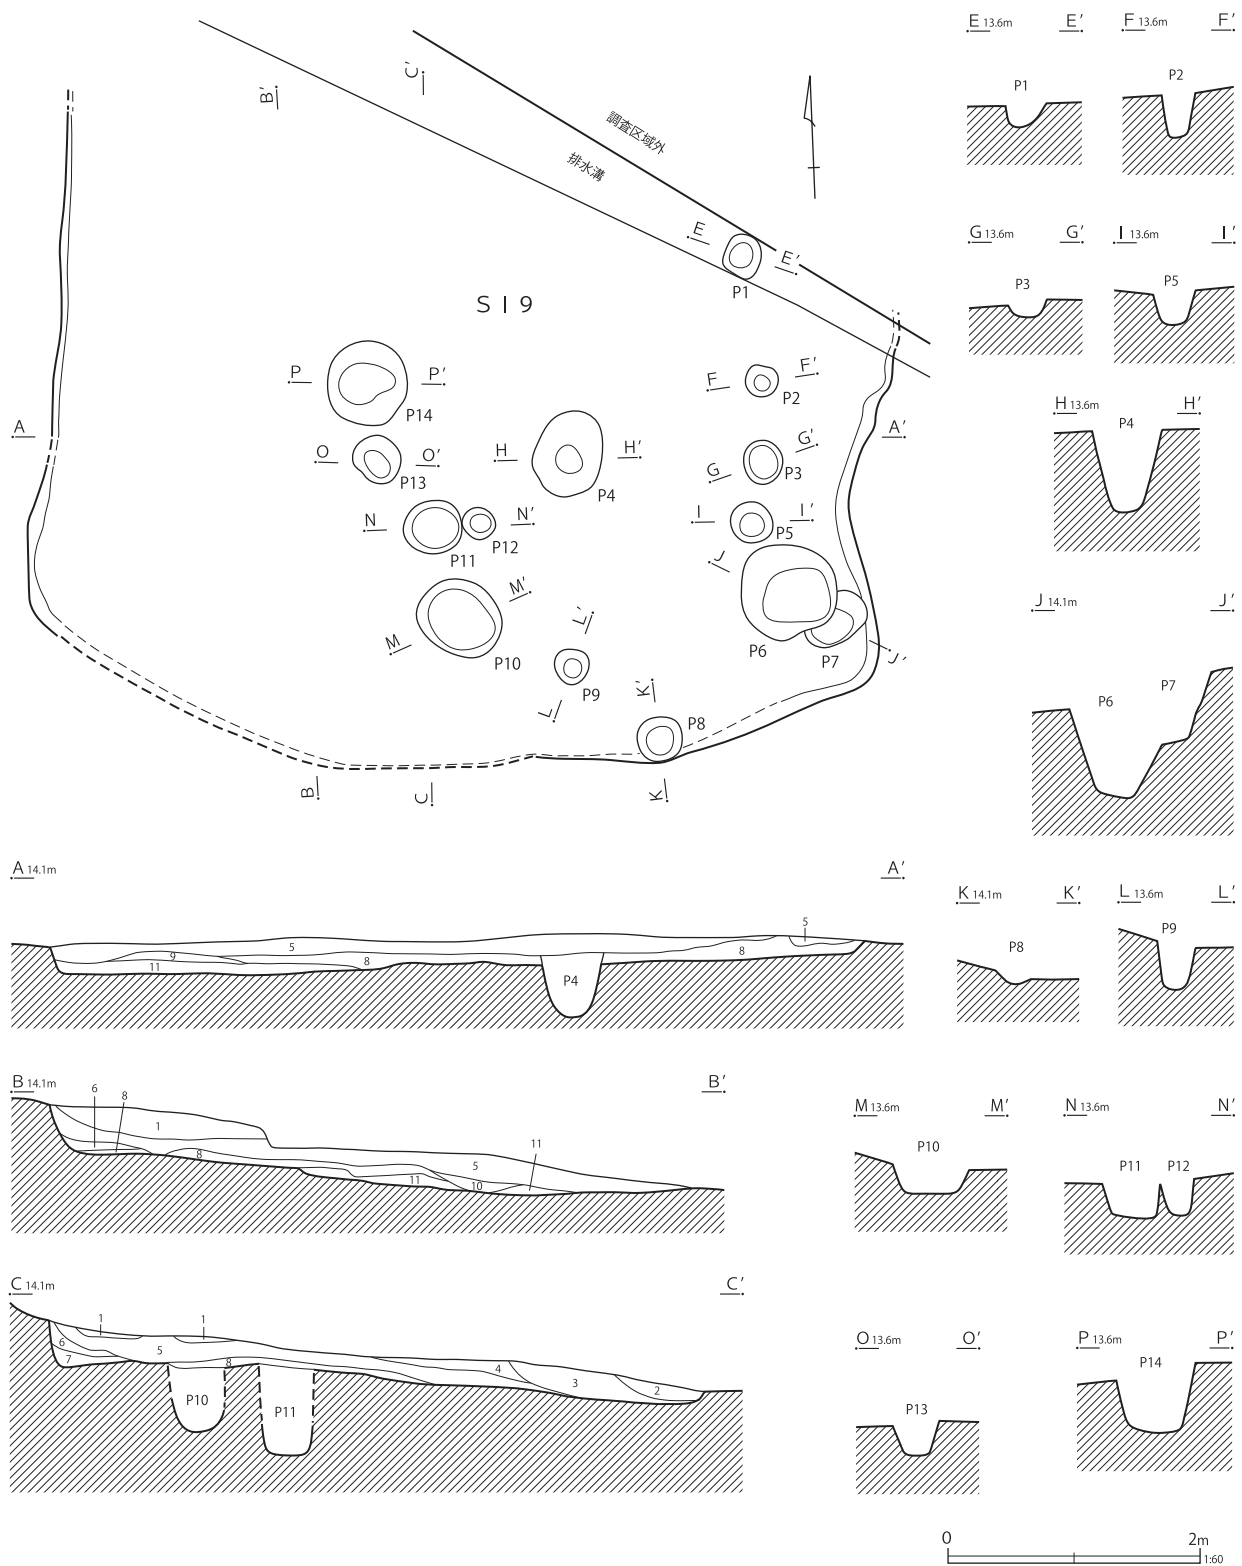 C′
B′
調査区域外
排水溝
E
E′
P1
SI9
P
P′
P14
F
F′
P2
A
A′
O
O′
P13
H
H′
P4
G
G′
P3
N
N′
P11
P12
I
I′
P5
J
J′
P6
P7
M
M′
P10
L
L′
P9
K′
P8
B
C
K
E 13.6m
E′
P1
F 13.6m
F′
P2
G 13.6m
G′
P3
I 13.6m
I′
P5
H 13.6m
H′
P4
J 14.1m
J′
P6
P7
A 14.1m
A′
5
5
9
8
8
11
P4
K 14.1m
K′
P8
L 13.6m
L′
P9
B 14.1m
B′
6
8
1
8
5
11
11
10
M 13.6m
M′
P10
N 13.6m
N′
P11
P12
C 14.1m
C′
1
1
6
5
7
8
4
3
2
P10
P11
O 13.6m
O′
P13
P 13.6m
P′
P14
0
2m
1:60